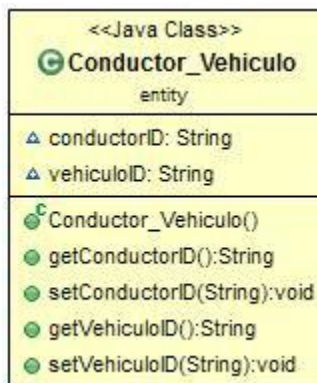 <<Java Class>>
Conductor_Vehiculo
entity
conductorID: String
vehiculoID: String
Conductor_Vehiculo()
getConductorID():String
setConductorID(String):void
getVehiculoID():String
setVehiculoID(String):void